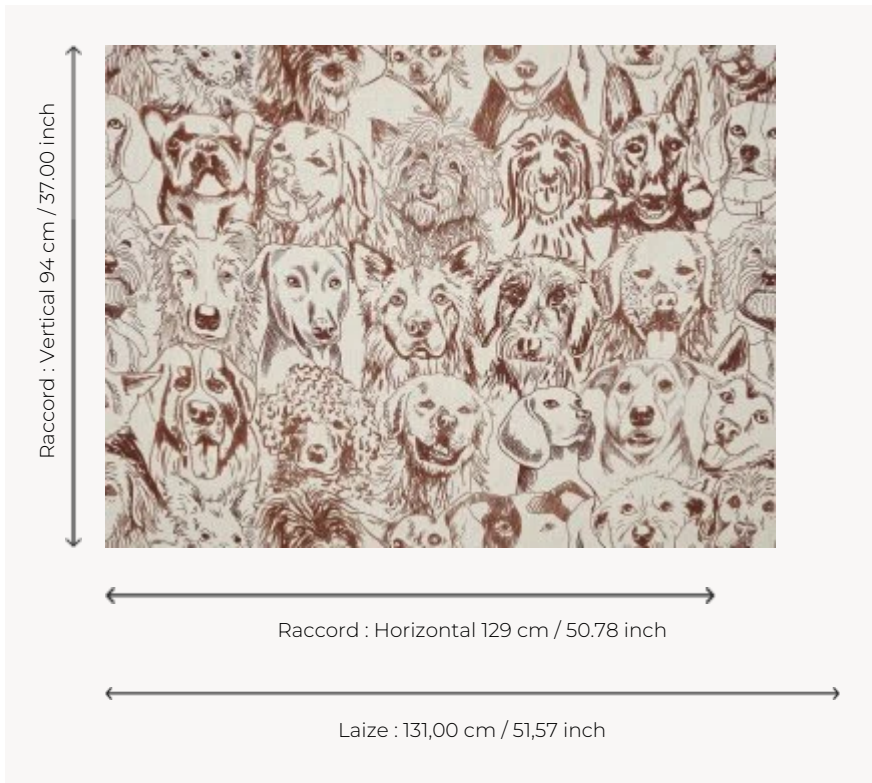 Raccord : Vertical 94 cm / 37.00 inch
Raccord : Horizontal 129 cm / 50.78 inch
Laize : 131,00 cm / 51,57 inch